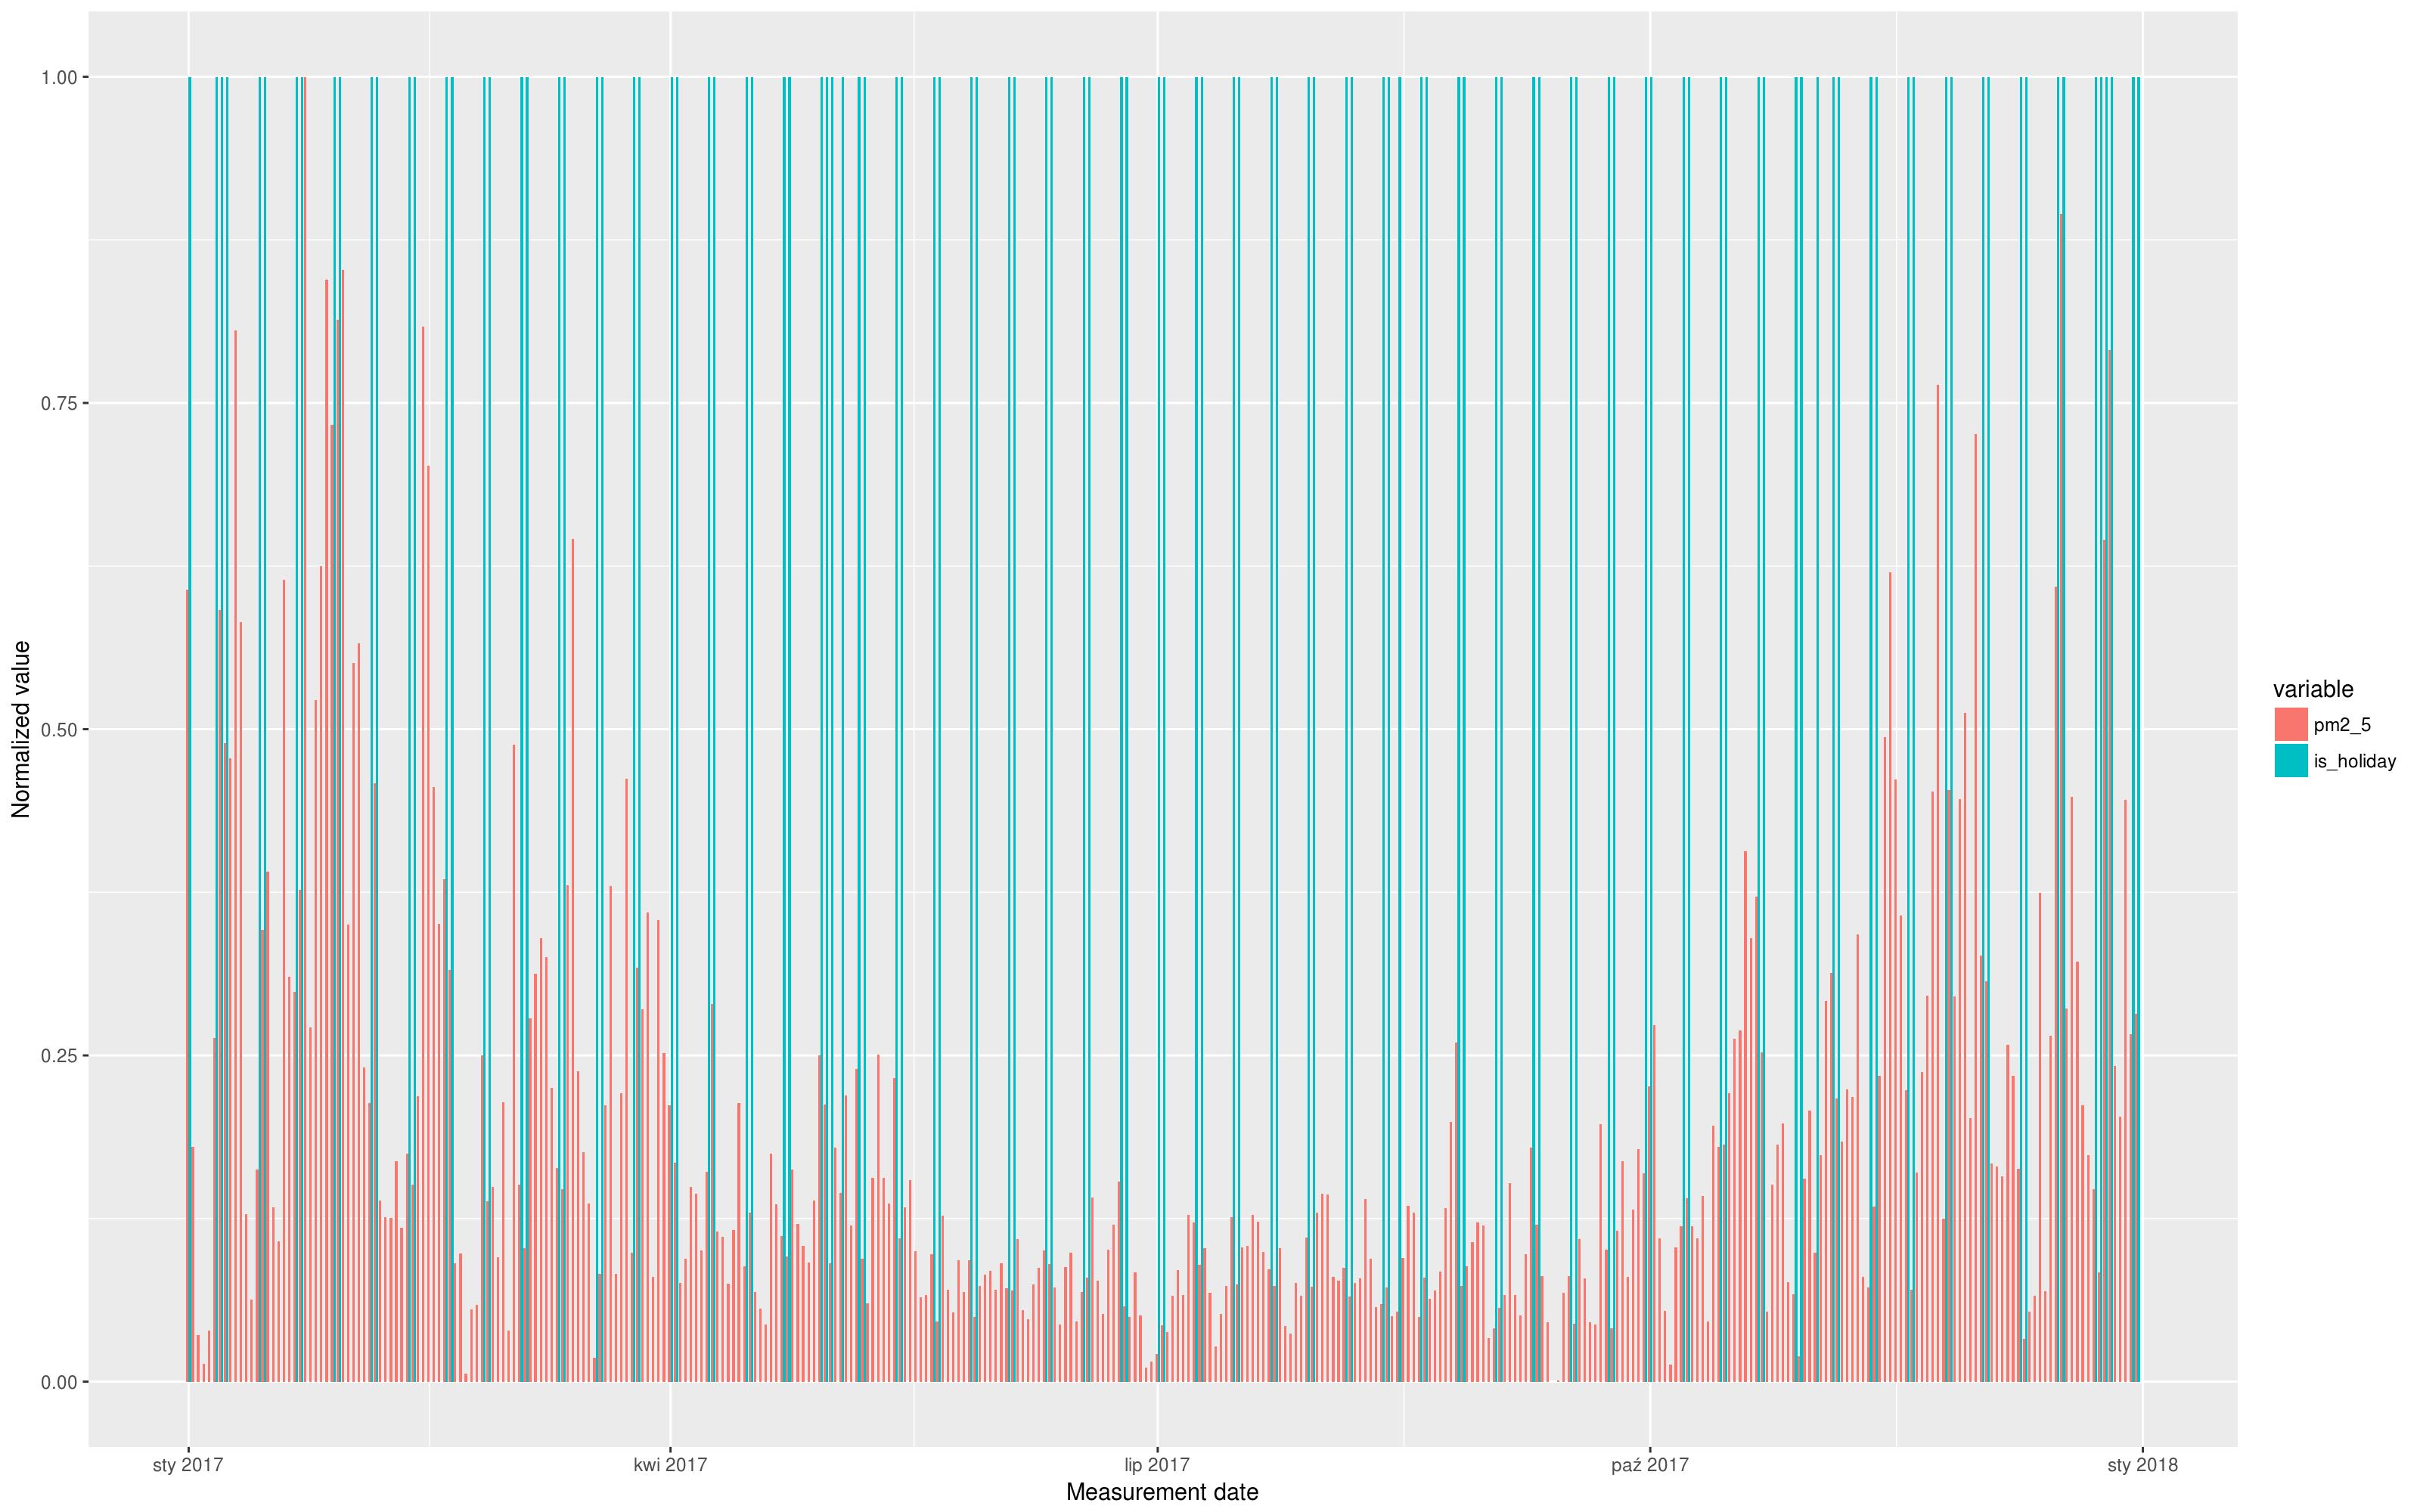 1.00
0.75
0.50
0.25
0.00
Normalized value
sty 2017
kwi 2017
lip 2017
paź 2017
sty 2018
Measurement date
variable
pm2_5
is_holiday